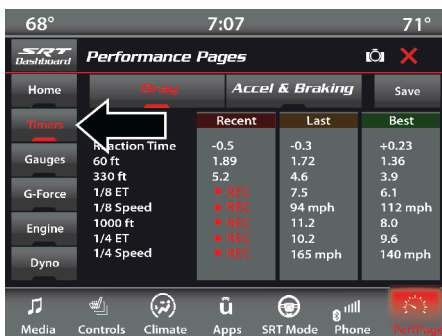 68° 7:07 71°
SRT Dashboard Performance Pages
Home Drag Accel & Braking Save
Timers Recent Last Best
Reaction Time -0.5 -0.3 +0.23
60 ft 1.89 1.72 1.36
Gauges 330 ft 5.2 4.6 3.9
1/8 ET REC 7.5 6.1
G-Force 1/8 Speed REC 94 mph 112 mph
1000 ft REC 11.2 8.0
Engine 1/4 ET REC 10.2 9.6
1/4 Speed REC 165 mph 140 mph
Dyno
Media Controls Climate Apps SRT Mode Phone PerfPage